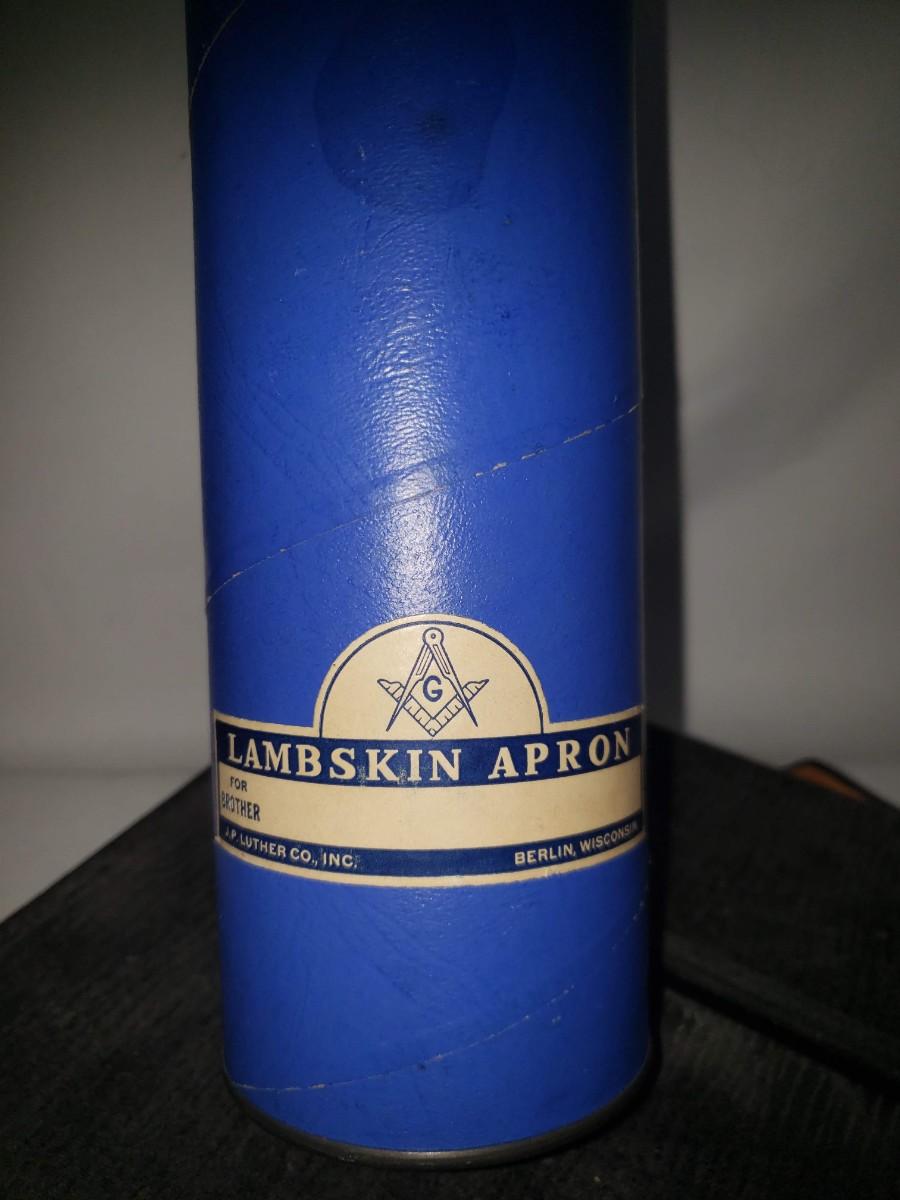 G
LAMBSKIN APRON
FOR
BROTHER
J.P. LUTHER CO., INC. BERLIN, WISCONSIN